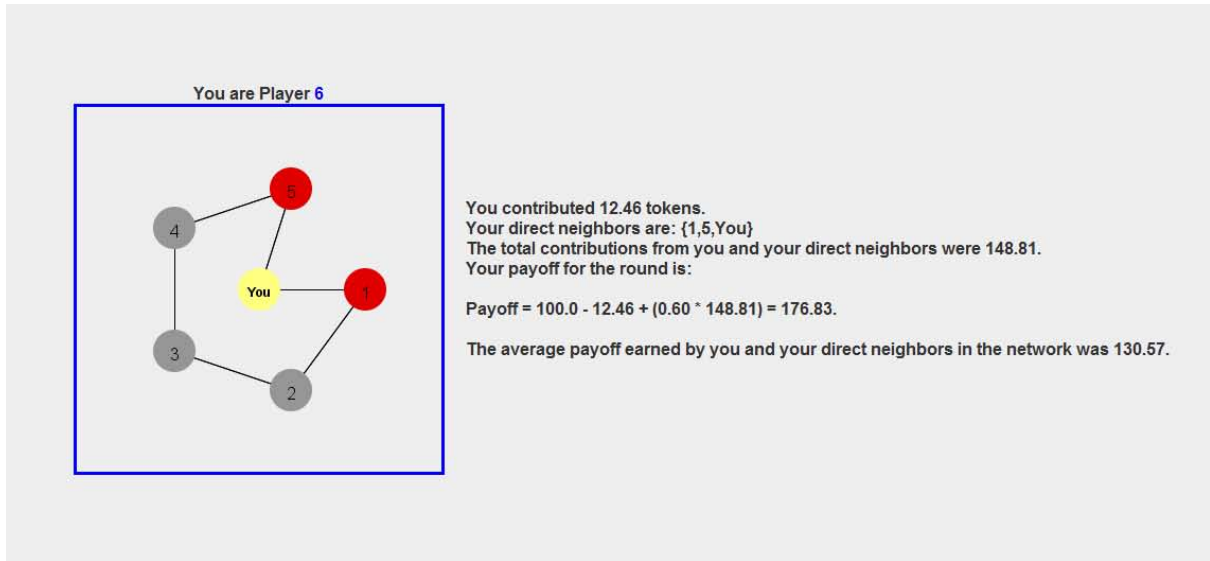 You are Player 6
5
4
You
1
3
2
You contributed 12.46 tokens.
Your direct neighbors are: {1,5,You}
The total contributions from you and your direct neighbors were 148.81.
Your payoff for the round is:
Payoff = 100.0 - 12.46 + (0.60 * 148.81) = 176.83.
The average payoff earned by you and your direct neighbors in the network was 130.57.